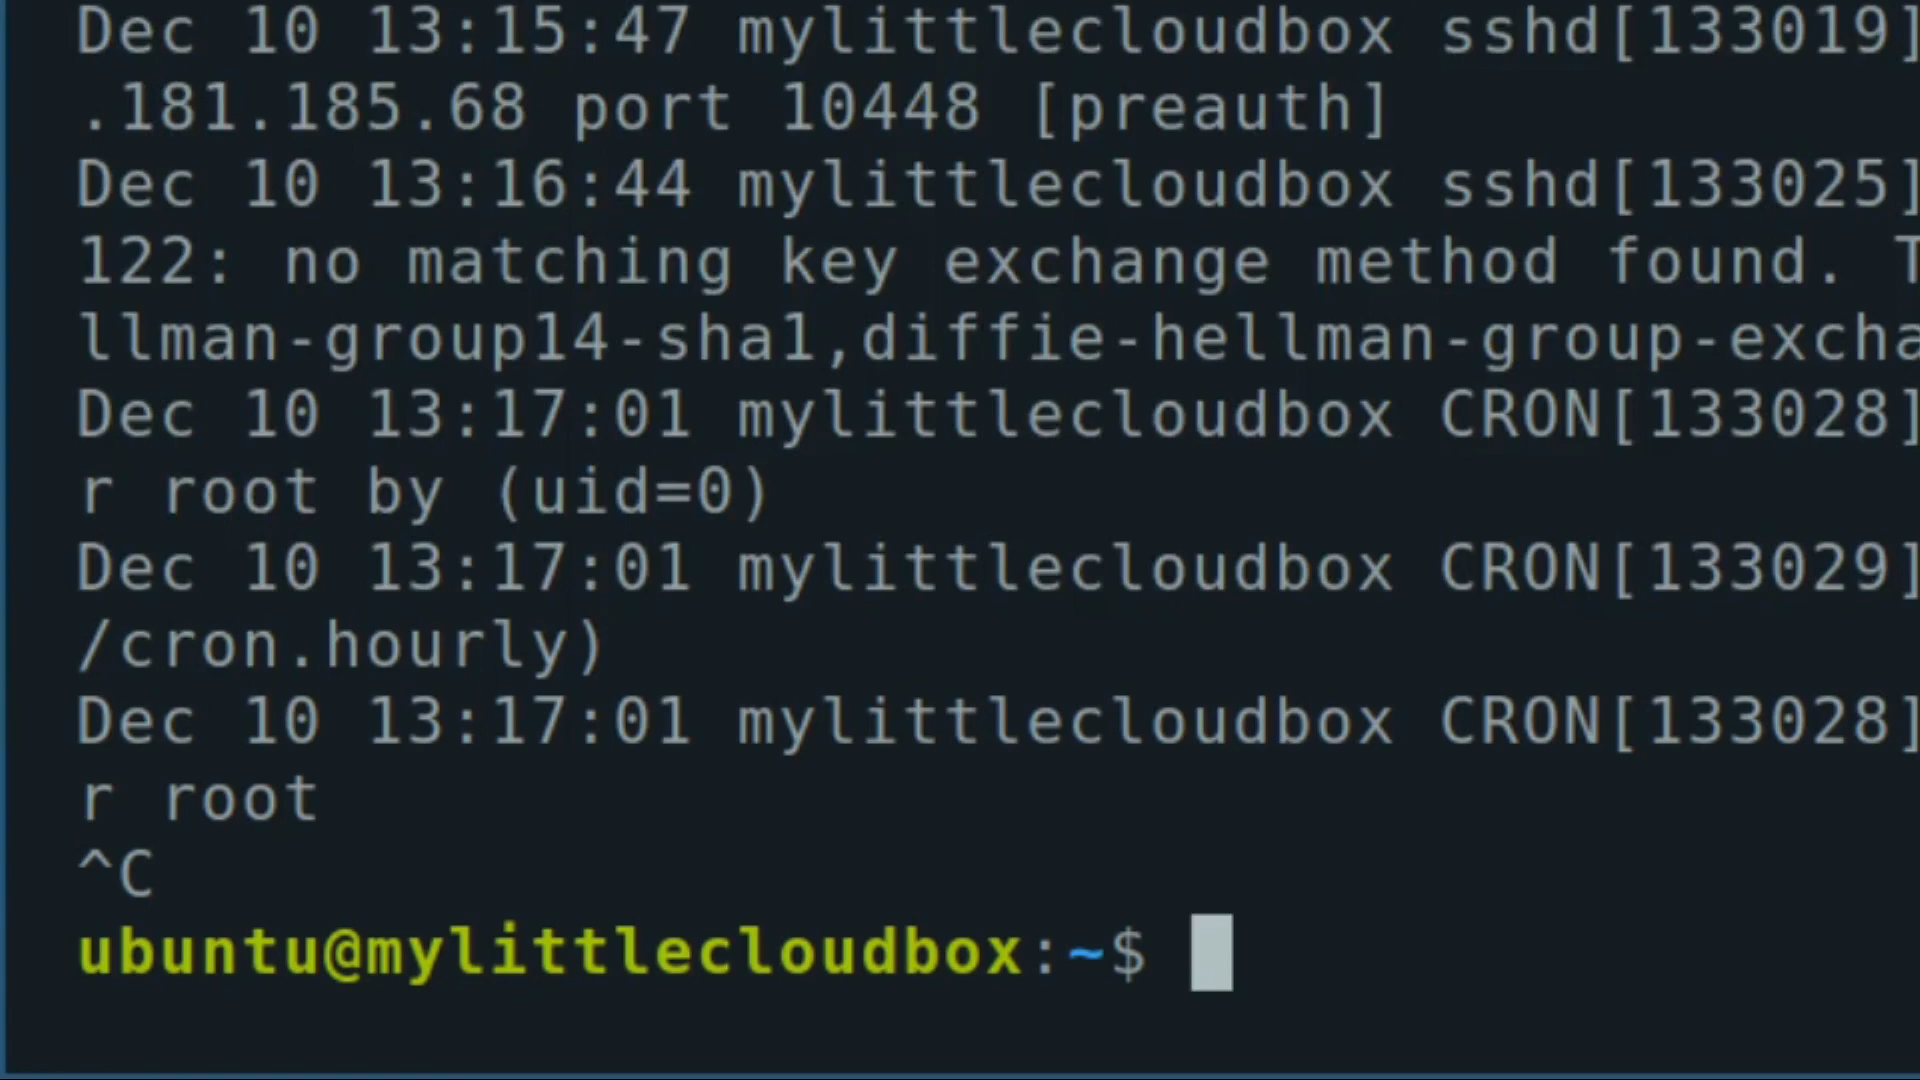 Dec 10 13:15:47 mylittlecloudbox sshd[133019]
.181.185.68 port 10448 [preauth]
Dec 10 13:16:44 mylittlecloudbox sshd[133025]
122: no matching key exchange method found. T
llman-group14-sha1,diffie-hellman-group-excha
Dec 10 13:17:01 mylittlecloudbox CRON[133028]
r root by (uid=0)
Dec 10 13:17:01 mylittlecloudbox CRON[133029]
/cron.hourly)
Dec 10 13:17:01 mylittlecloudbox CRON[133028]
r root
^C
ubuntu@mylittlecloudbox:~$